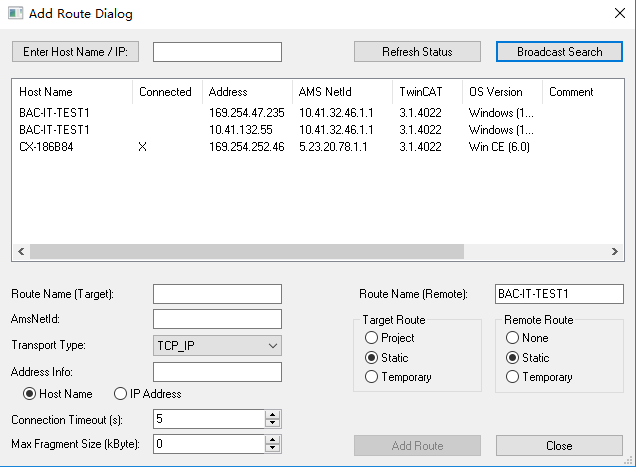 Add Route Dialog
Enter Host Name / IP: Refresh Status Broadcast Search
Host Name Connected Address AMS NetId TwinCAT OS Version Comment
BAC-IT-TEST1 169.254.47.235 10.41.32.46.1.1 3.1.4022 Windows (1...
BAC-IT-TEST1 10.41.132.55 10.41.32.46.1.1 3.1.4022 Windows (1...
CX-186B84 X 169.254.252.46 5.23.20.78.1.1 3.1.4022 Win CE (6.0)
Route Name (Target): Route Name (Remote): BAC-IT-TEST1
AmsNetId: Target Route Remote Route
Transport Type: TCP_IP Project None
Address Info: Static Static
Host Name IP Address Temporary Temporary
Connection Timeout (s): 5
Max Fragment Size (kByte): 0 Add Route Close